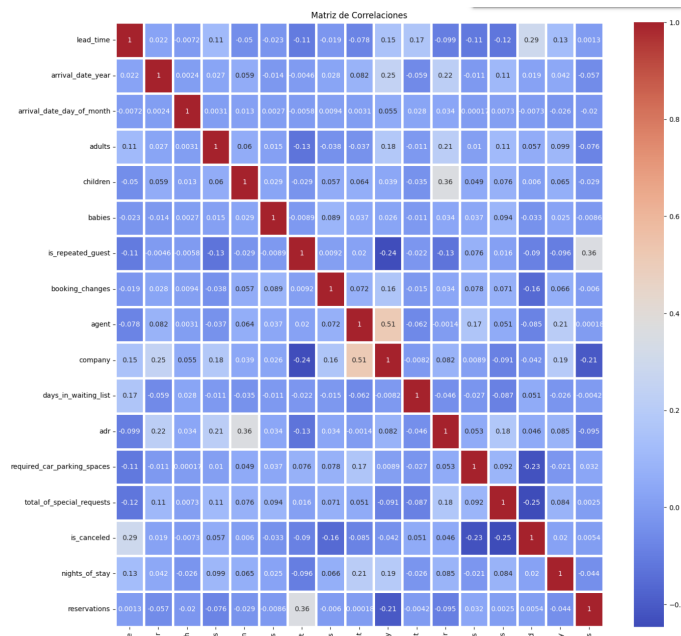 Matriz de Correlaciones
lead_time 1 0.022 -0.0072 0.11 -0.05 -0.023 -0.11 -0.019 -0.078 0.15 0.17 -0.099 -0.11 -0.12 0.29 0.13 0.0013
arrival_date_year 0.022 1 0.0024 0.027 0.059 -0.014 -0.0046 0.028 0.082 0.25 -0.059 0.22 -0.011 0.11 0.019 0.042 -0.057
arrival_date_day_of_month -0.0072 0.0024 1 0.0031 0.013 0.0027 -0.0058 0.0094 0.0031 0.055 0.028 0.034 0.0073 -0.0073 -0.026 -0.02
adults 0.11 0.027 0.0031 1 0.06 0.015 -0.13 -0.038 -0.037 0.18 -0.011 0.21 0.01 0.11 0.057 0.099 -0.076
children -0.05 0.059 0.013 0.06 1 0.029 -0.029 0.057 0.064 0.039 -0.035 0.36 0.049 0.076 0.006 0.065 -0.029
babies -0.023 -0.014 0.0027 0.015 0.029 1 -0.0089 0.089 0.037 0.026 -0.011 0.034 0.037 0.094 -0.033 0.025 -0.0086
is_repeated_guest -0.11 -0.0046 -0.0058 -0.13 -0.029 -0.0089 1 0.0092 0.02 -0.24 -0.022 -0.13 0.076 0.016 -0.09 -0.096 0.36
booking_changes -0.019 0.028 0.0094 -0.038 0.057 0.089 0.0092 1 0.072 0.16 -0.015 0.034 0.078 0.071 -0.16 0.066 -0.006
agent -0.078 0.082 0.0031 -0.037 0.064 0.037 0.02 0.072 1 0.51 -0.062 -0.0014 0.17 0.051 -0.085 0.21
company 0.15 0.25 0.055 0.18 0.039 0.026 -0.24 0.16 0.51 1 -0.0082 0.082 0.0089 -0.091 -0.042 0.19 -0.21
days_in_waiting_list 0.17 -0.059 0.028 -0.011 -0.035 -0.011 -0.022 -0.015 -0.062 -0.0082 1 -0.046 -0.027 -0.087 0.051 -0.026 -0.0042
adr -0.099 0.22 0.034 0.21 0.36 0.034 -0.13 0.034 -0.0014 0.082 -0.046 1 0.053 0.18 0.046 0.085 -0.095
required_car_parking_spaces -0.11 -0.011 0.00017 0.01 0.049 0.037 0.076 0.078 0.17 0.0089 -0.027 0.053 1 0.092 -0.23 -0.021 0.032
total_of_special_requests -0.12 0.11 0.0073 0.11 0.076 0.094 0.016 0.071 0.051 -0.091 -0.087 0.18 0.092 1 -0.25 0.084 0.0025
is_canceled 0.29 0.019 -0.0073 0.057 0.006 -0.033 -0.09 -0.16 -0.085 -0.042 0.051 0.046 -0.23 -0.25 1 0.02 0.0054
nights_of_stay 0.13 0.042 -0.026 0.099 0.065 0.025 -0.096 0.066 0.21 0.19 -0.026 0.085 -0.021 0.084 0.02 1 -0.044
reservations 0.0013 -0.057 -0.02 -0.076 -0.029 -0.0086 0.36 -0.006 -0.21 -0.0042 -0.095 0.032 0.0025 0.0054 -0.044 1
1.0
0.8
0.6
0.4
0.2
0.0